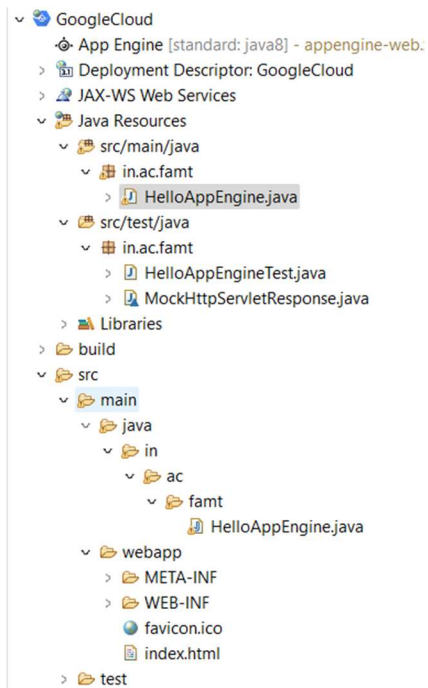 GoogleCloud
App Engine [standard: java8] - appengine-web.
Deployment Descriptor: GoogleCloud
JAX-WS Web Services
Java Resources
src/main/java
in.ac.famt
HelloAppEngine.java
src/test/java
in.ac.famt
HelloAppEngineTest.java
MockHttpServletResponse.java
Libraries
build
src
main
java
in
ac
famt
HelloAppEngine.java
webapp
META-INF
WEB-INF
favicon.ico
index.html
test